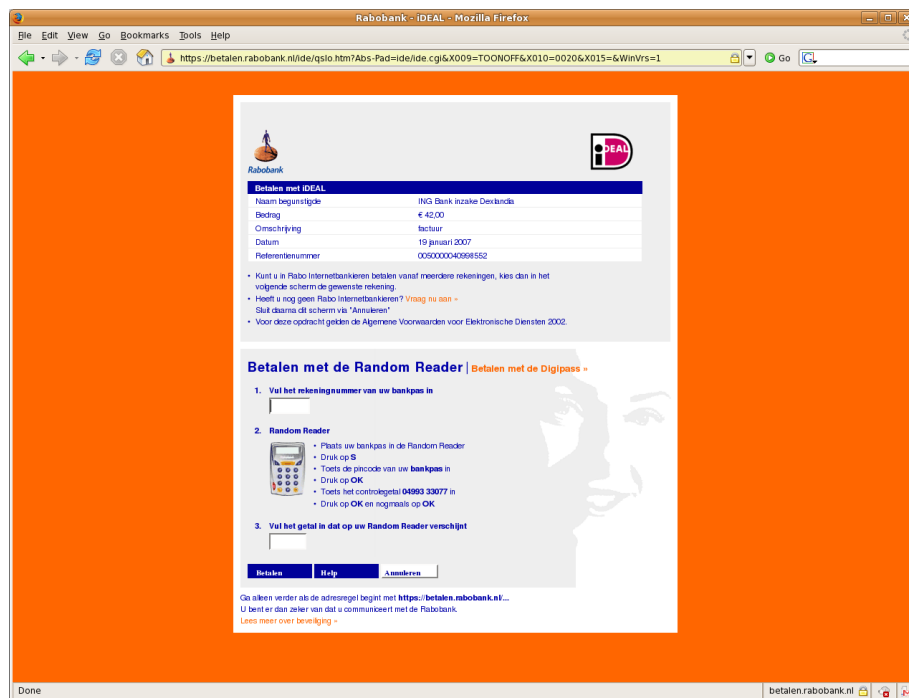 Rabobank - iDEAL - Mozilla Firefox
File Edit View Go Bookmarks Tools Help
https://betalen.rabobank.nl/ide/qslo.htm?Abs-Pad=ide/ide.cgi&X009=TOONOFF&X010=0020&X015=&WinVrs=1 Go
Rabobank
iDEAL
Betalen met iDEAL
Naam begunstigde ING Bank inzake Dexlandia
Bedrag € 42,00
Omschrijving factuur
Datum 19 januari 2007
Referentienummer 0050000040998552
• Kunt u in Rabo Internetbankieren betalen vanaf meerdere rekeningen, kies dan in het
volgende scherm de gewenste rekening.
• Heeft u nog geen Rabo Internetbankieren? Vraag nu aan »
Sluit daarna dit scherm via "Annuleren"
• Voor deze opdracht gelden de Algemene Voorwaarden voor Elektronische Diensten 2002.
Betalen met de Random Reader | Betalen met de Digipass »
1. Vul het rekeningnummer van uw bankpas in
2. Random Reader
• Plaats uw bankpas in de Random Reader
• Druk op S
• Toets de pincode van uw bankpas in
• Druk op OK
• Toets het controlegetal 04993 33077 in
• Druk op OK en nogmaals op OK
3. Vul het getal in dat op uw Random Reader verschijnt
Betalen Help Annuleren
Ga alleen verder als de adresregel begint met https://betalen.rabobank.nl/...
U bent er dan zeker van dat u communiceert met de Rabobank.
Lees meer over beveiliging »
Done betalen.rabobank.nl